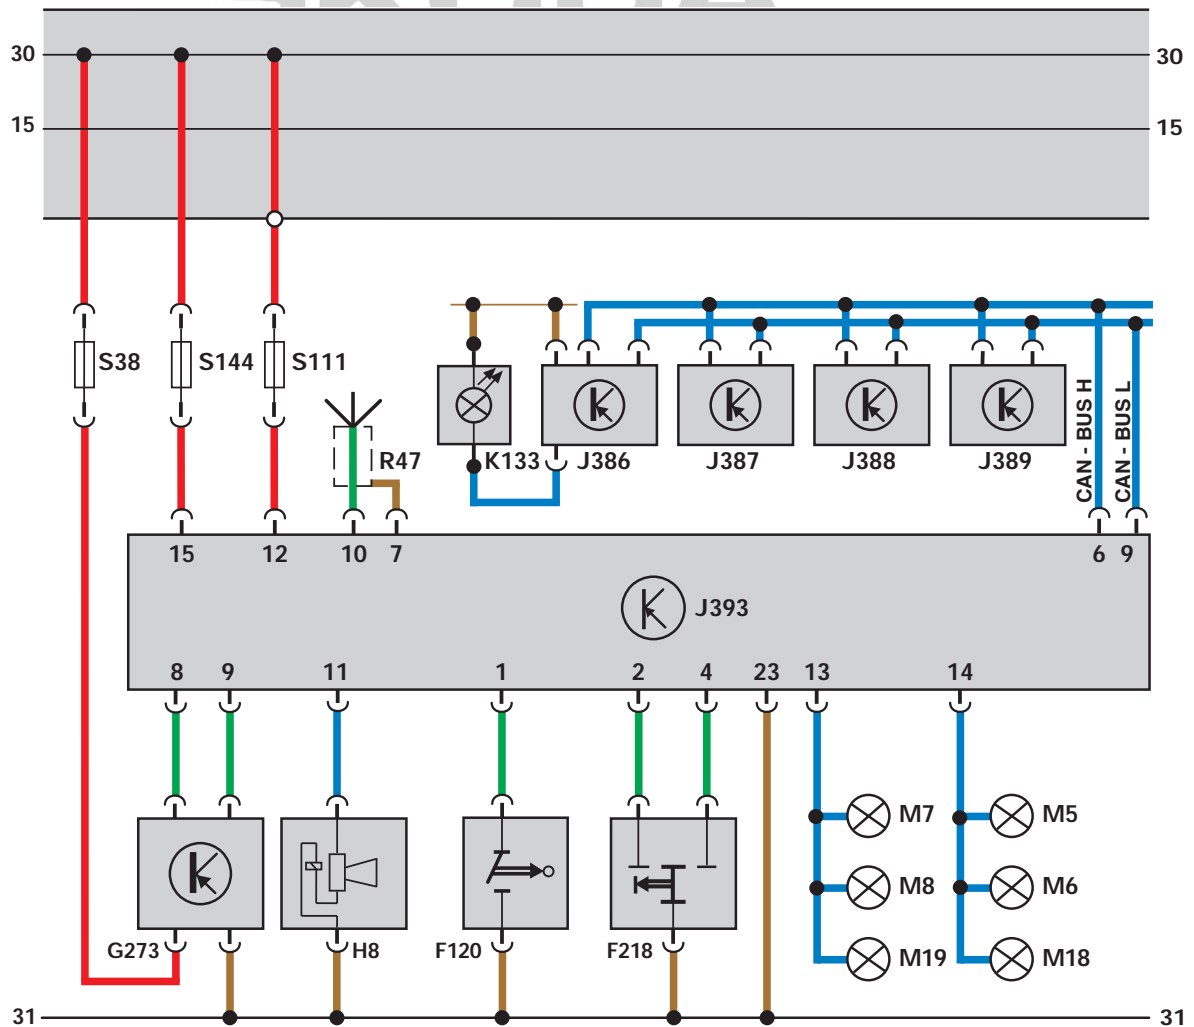 30 30
15 15
S38 S144 S111
CAN - BUS H
CAN - BUS L
R47 K133 J386 J387 J388 J389
15 12 10 7 6 9
J393
8 9 11 1 2 4 23 13 14
M7 M5
M8 M6
G273 H8 F120 F218 M19 M18
31 31